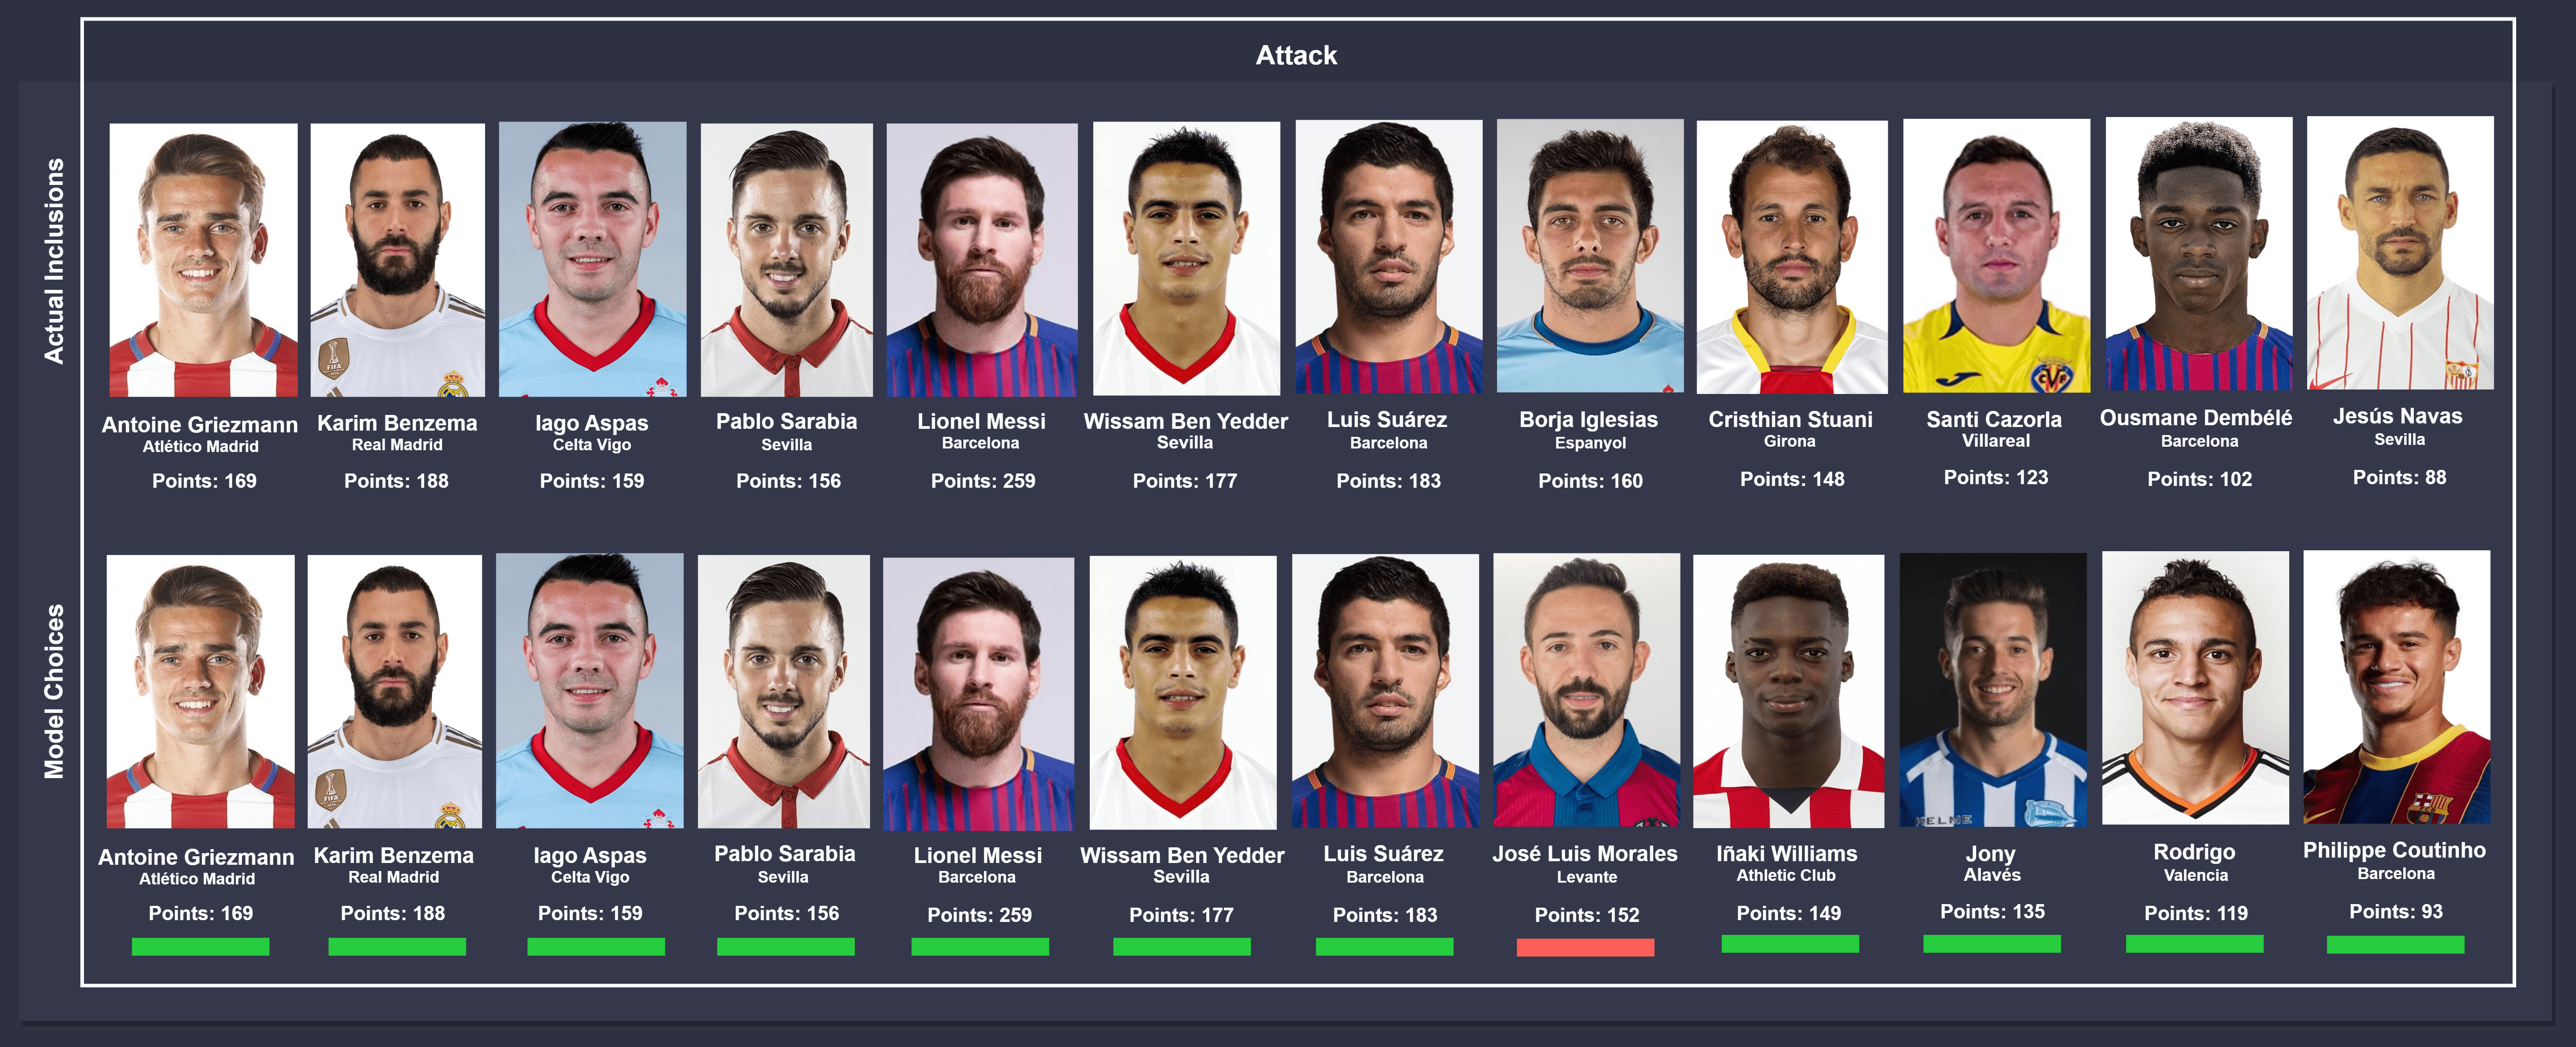 Attack
Actual Inclusions
Antoine Griezmann
Atlético Madrid
Points: 169
Karim Benzema
Real Madrid
Points: 188
Iago Aspas
Celta Vigo
Points: 159
Pablo Sarabia
Sevilla
Points: 156
Lionel Messi
Barcelona
Points: 259
Wissam Ben Yedder
Sevilla
Points: 177
Luis Suárez
Barcelona
Points: 183
Borja Iglesias
Espanyol
Points: 160
Cristhian Stuani
Girona
Points: 148
Santi Cazorla
Villareal
Points: 123
Ousmane Dembélé
Barcelona
Points: 102
Jesús Navas
Sevilla
Points: 88
Model Choices
Antoine Griezmann
Atlético Madrid
Points: 169
Karim Benzema
Real Madrid
Points: 188
Iago Aspas
Celta Vigo
Points: 159
Pablo Sarabia
Sevilla
Points: 156
Lionel Messi
Barcelona
Points: 259
Wissam Ben Yedder
Sevilla
Points: 177
Luis Suárez
Barcelona
Points: 183
José Luis Morales
Levante
Points: 152
Iñaki Williams
Athletic Club
Points: 149
Jony
Alavés
Points: 135
Rodrigo
Valencia
Points: 119
Philippe Coutinho
Barcelona
Points: 93
FIFA
FIFA
HELME